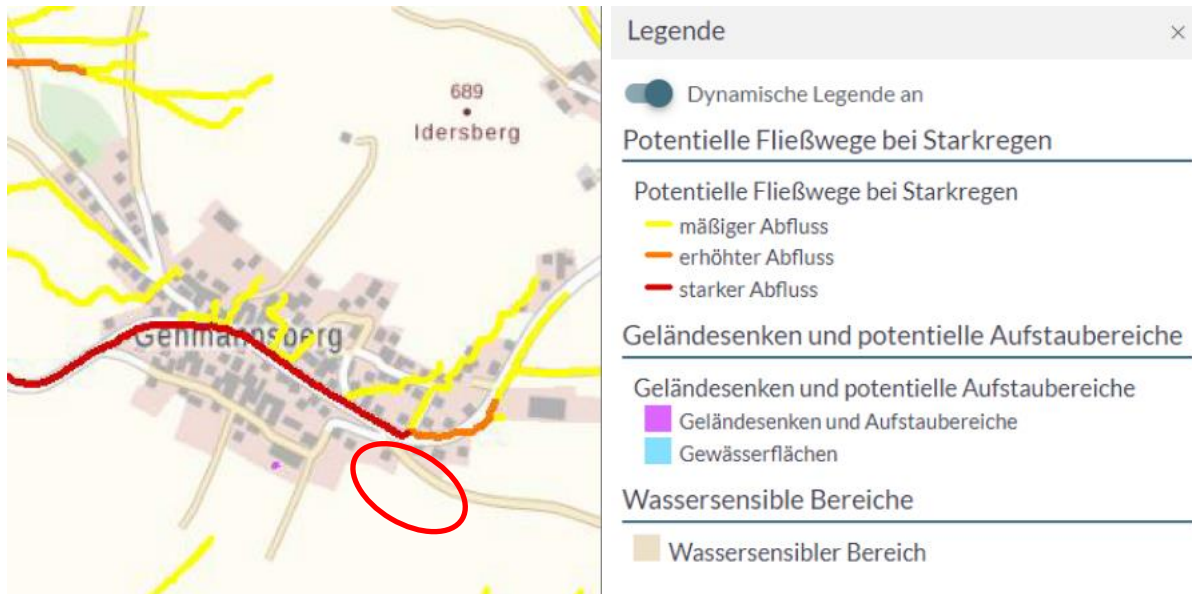 689
Idersberg
Gehmannsberg
Legende
Dynamische Legende an
Potentielle Fließwege bei Starkregen
Potentielle Fließwege bei Starkregen
mäßiger Abfluss
erhöhter Abfluss
starker Abfluss
Geländesenken und potentielle Aufstaubereiche
Geländesenken und potentielle Aufstaubereiche
Geländesenken und Aufstaubereiche
Gewässerflächen
Wassersensible Bereiche
Wassersensibler Bereich